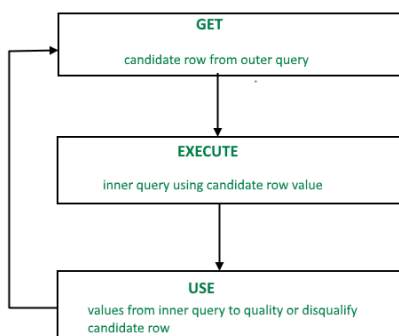 GET
candidate row from outer query
EXECUTE
inner query using candidate row value
USE
values from inner query to quality or disqualify
candidate row